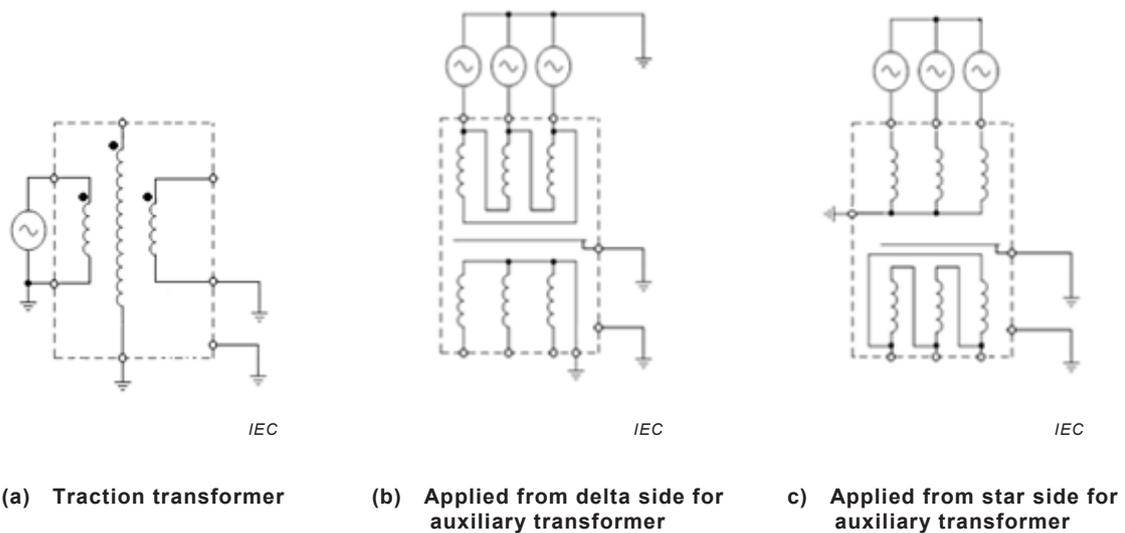 IEC
IEC
IEC
(a) Traction transformer
(b) Applied from delta side for
auxiliary transformer
c) Applied from star side for
auxiliary transformer